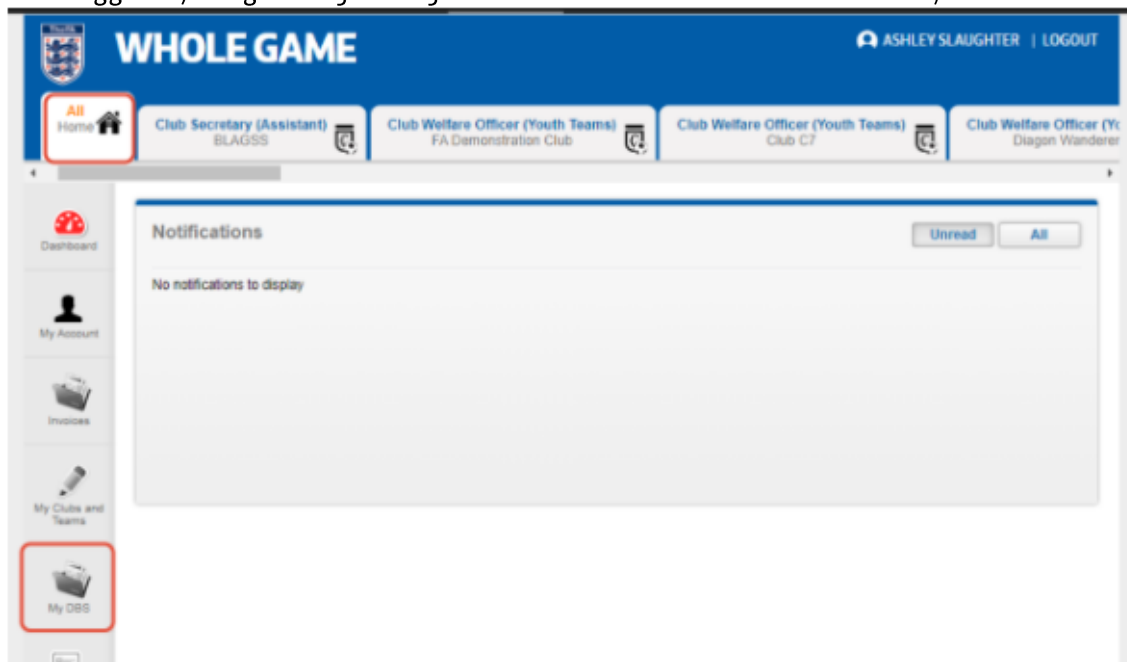 WHOLE GAME
ASHLEY SLAUGHTER | LOGOUT
All
Home
Club Secretary (Assistant)
BLAGSS
Club Welfare Officer (Youth Teams)
FA Demonstration Club
Club Welfare Officer (Youth Teams)
Club C7
Club Welfare Officer (Yo
Diagon Wanderer
Dashboard
Notifications
Unread
All
No notifications to display
My Account
Invoices
My Clubs and
Teams
My DBS